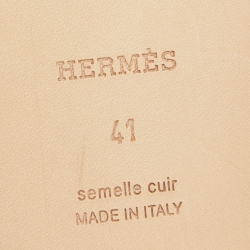 HERMÈS
41
semelle cuir
MADE IN ITALY